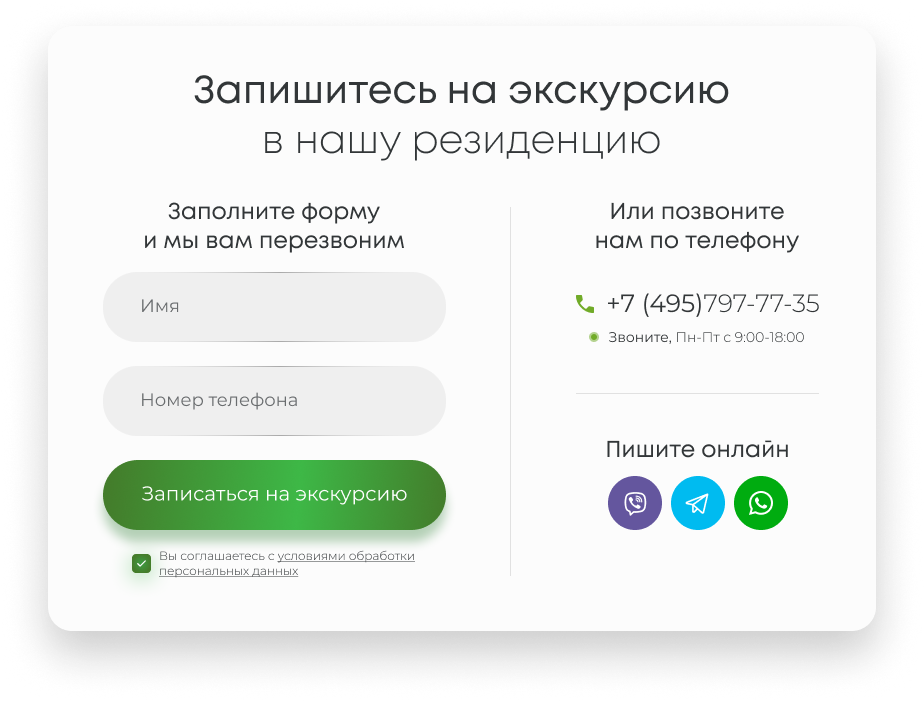 Запишитесь на экскурсию
в нашу резиденцию
Заполните форму
и мы вам перезвоним
Имя
Номер телефона
Записаться на экскурсию
Вы соглашаетесь с условиями обработки
персональных данных
Или позвоните
нам по телефону
+7 (495)797-77-35
Звоните, Пн-Пт с 9:00-18:00
Пишите онлайн